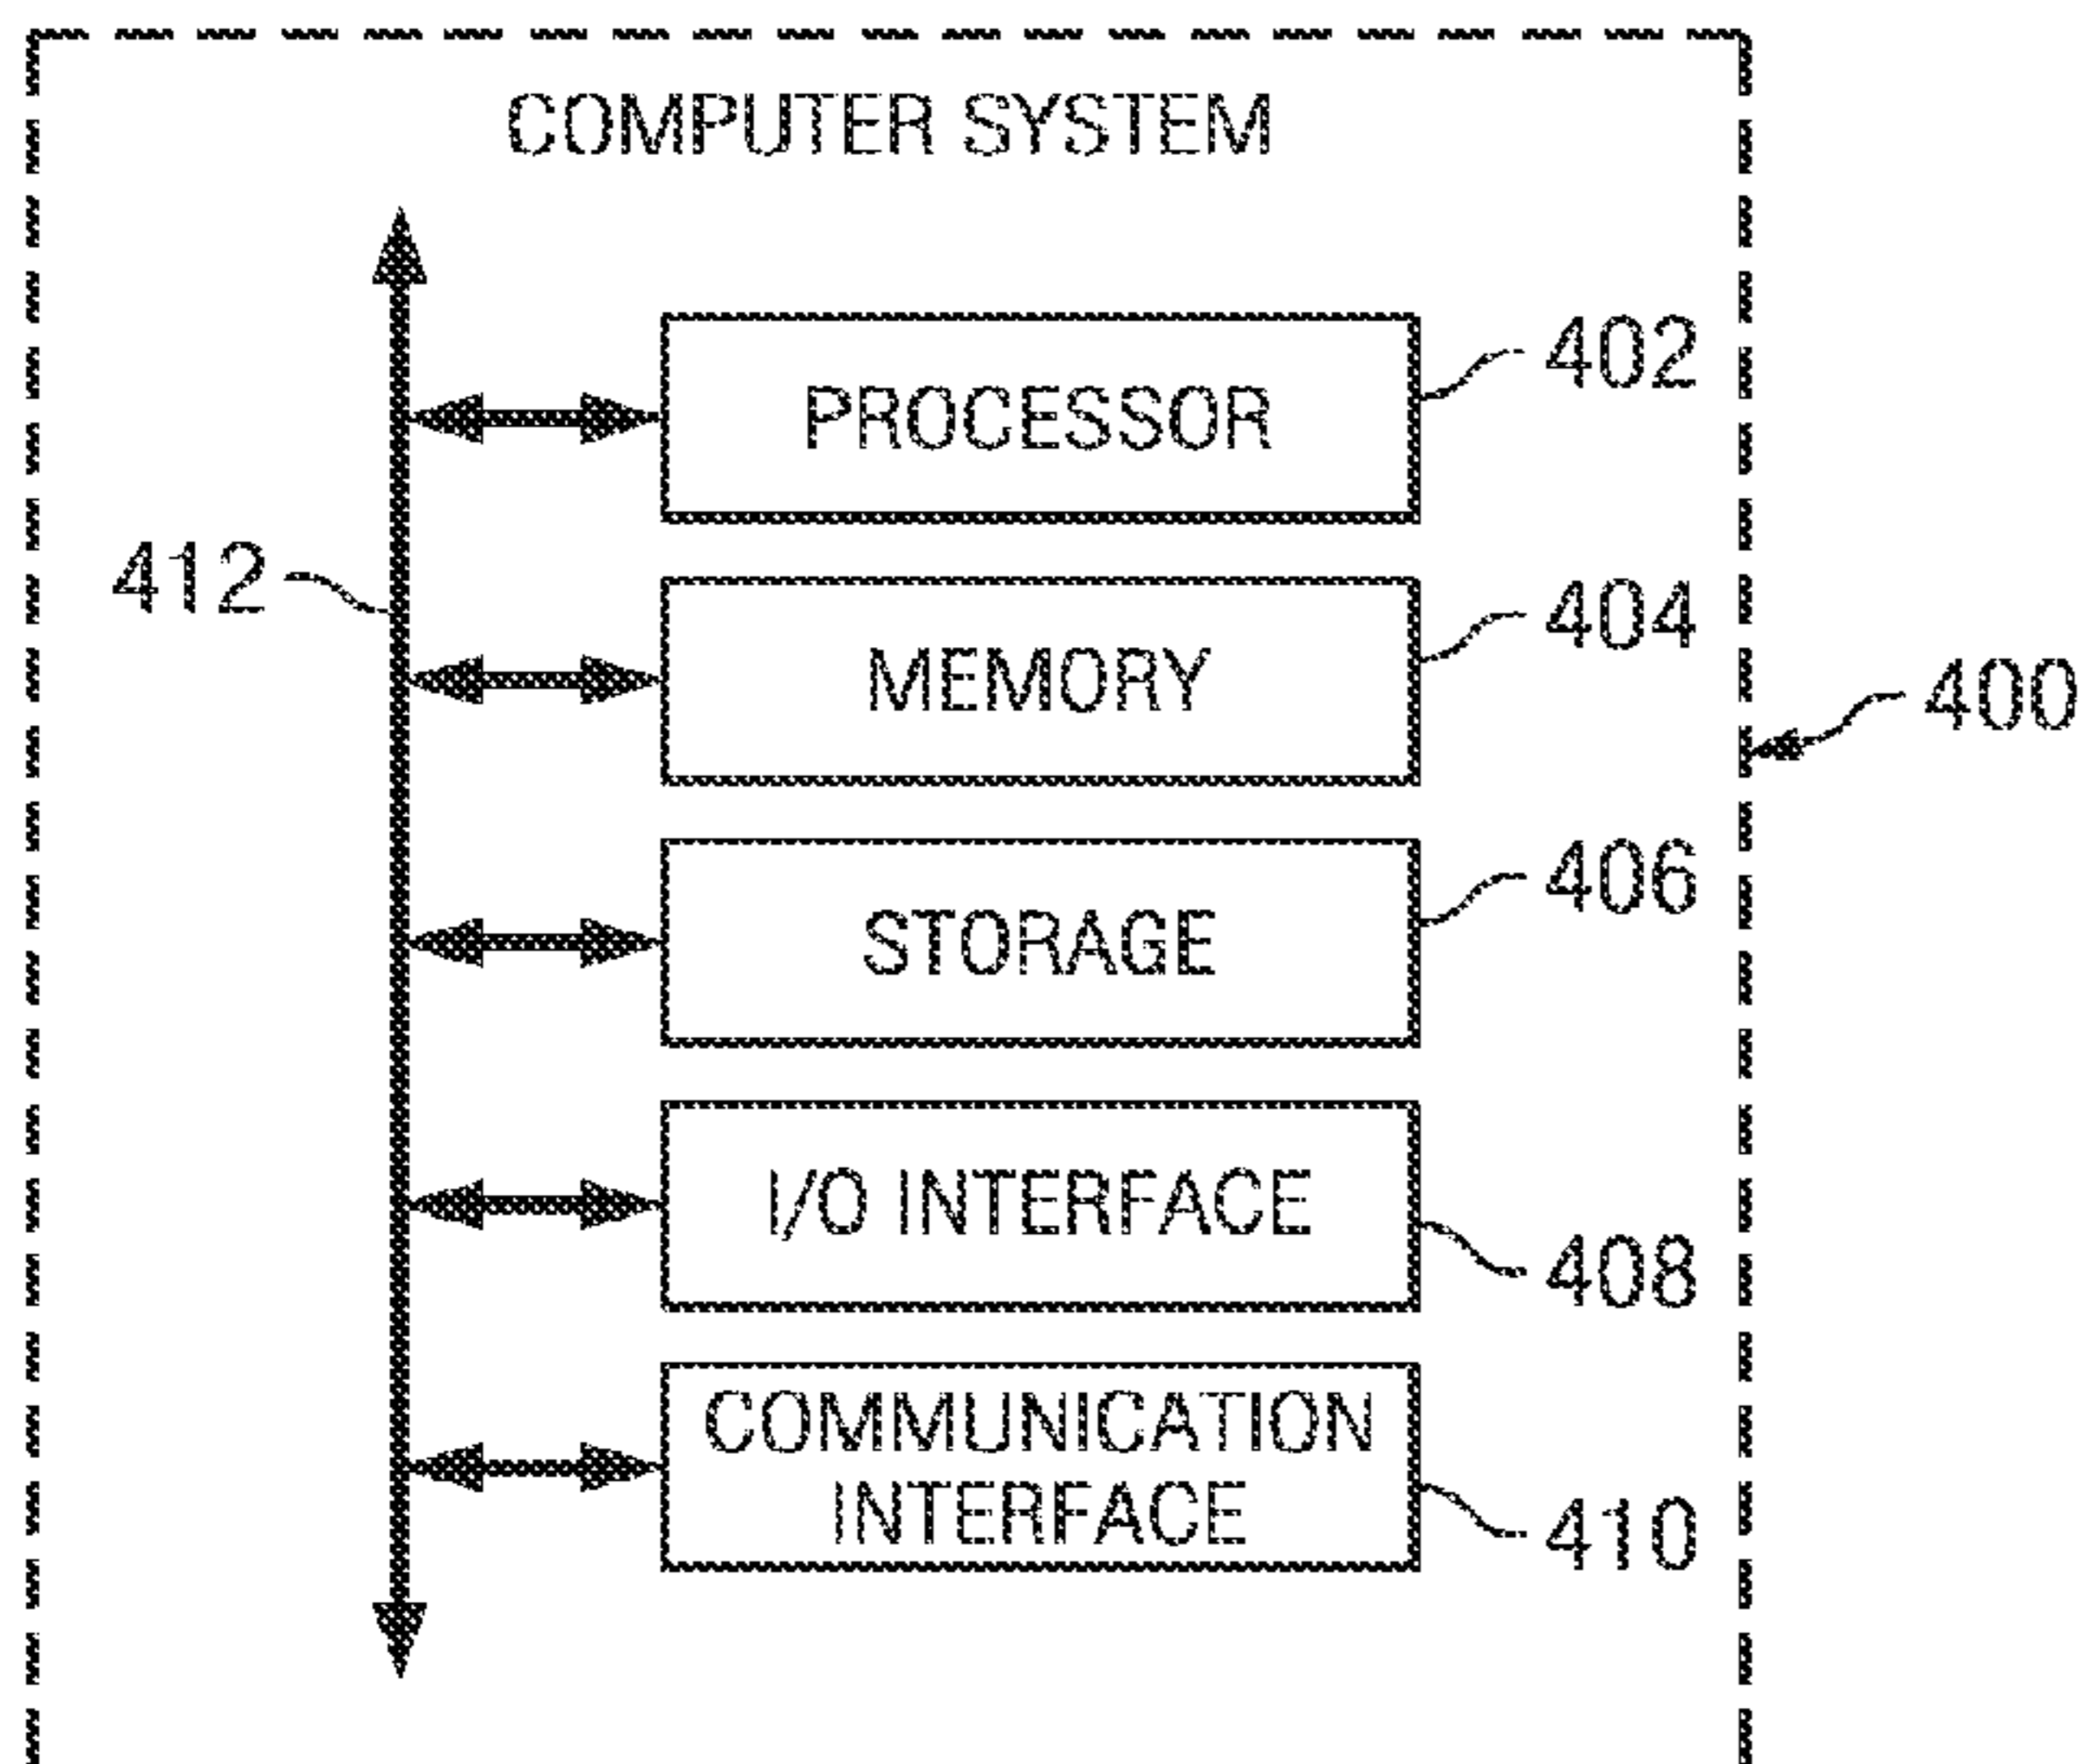 COMPUTER SYSTEM
PROCESSOR
402
412
MEMORY
404
400
STORAGE
406
I/O INTERFACE
408
COMMUNICATION
INTERFACE
410